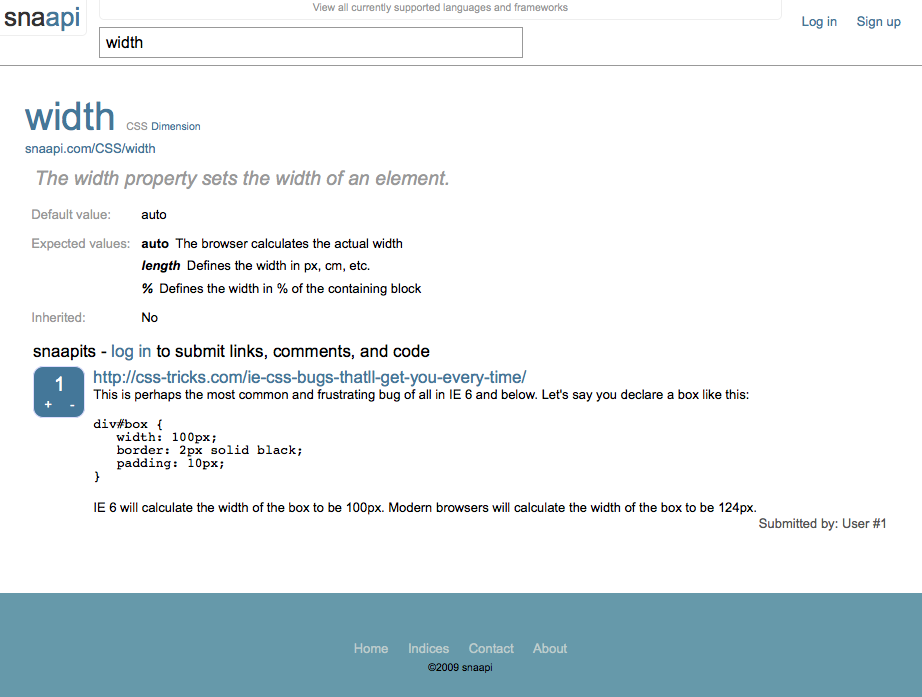 snaapi
View all currently supported languages and frameworks
Log in Sign up
width
width CSS Dimension
snaapi.com/CSS/width
The width property sets the width of an element.
Default value: auto
Expected values: auto The browser calculates the actual width
length Defines the width in px, cm, etc.
% Defines the width in % of the containing block
Inherited: No
snaapits - log in to submit links, comments, and code
1
+ -
http://css-tricks.com/ie-css-bugs-thatll-get-you-every-time/
This is perhaps the most common and frustrating bug of all in IE 6 and below. Let's say you declare a box like this:
div#box {
width: 100px;
border: 2px solid black;
padding: 10px;
}
IE 6 will calculate the width of the box to be 100px. Modern browsers will calculate the width of the box to be 124px.
Submitted by: User #1
Home Indices Contact About
©2009 snaapi